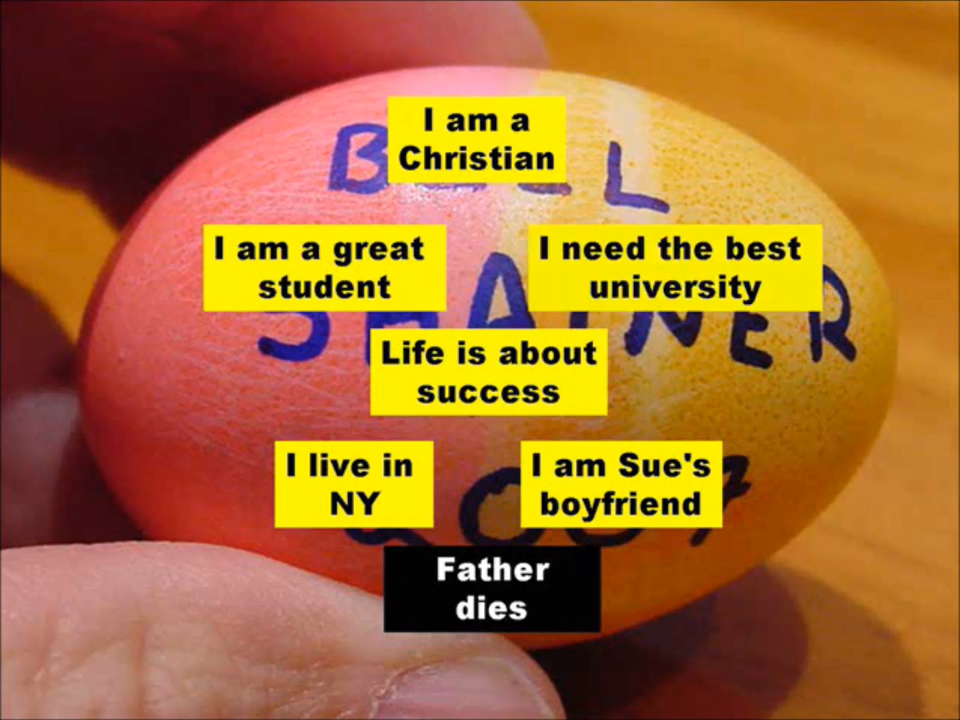 I am a
Christian
I am a great
student
I need the best
university
Life is about
success
I live in
NY
I am Sue's
boyfriend
Father
dies